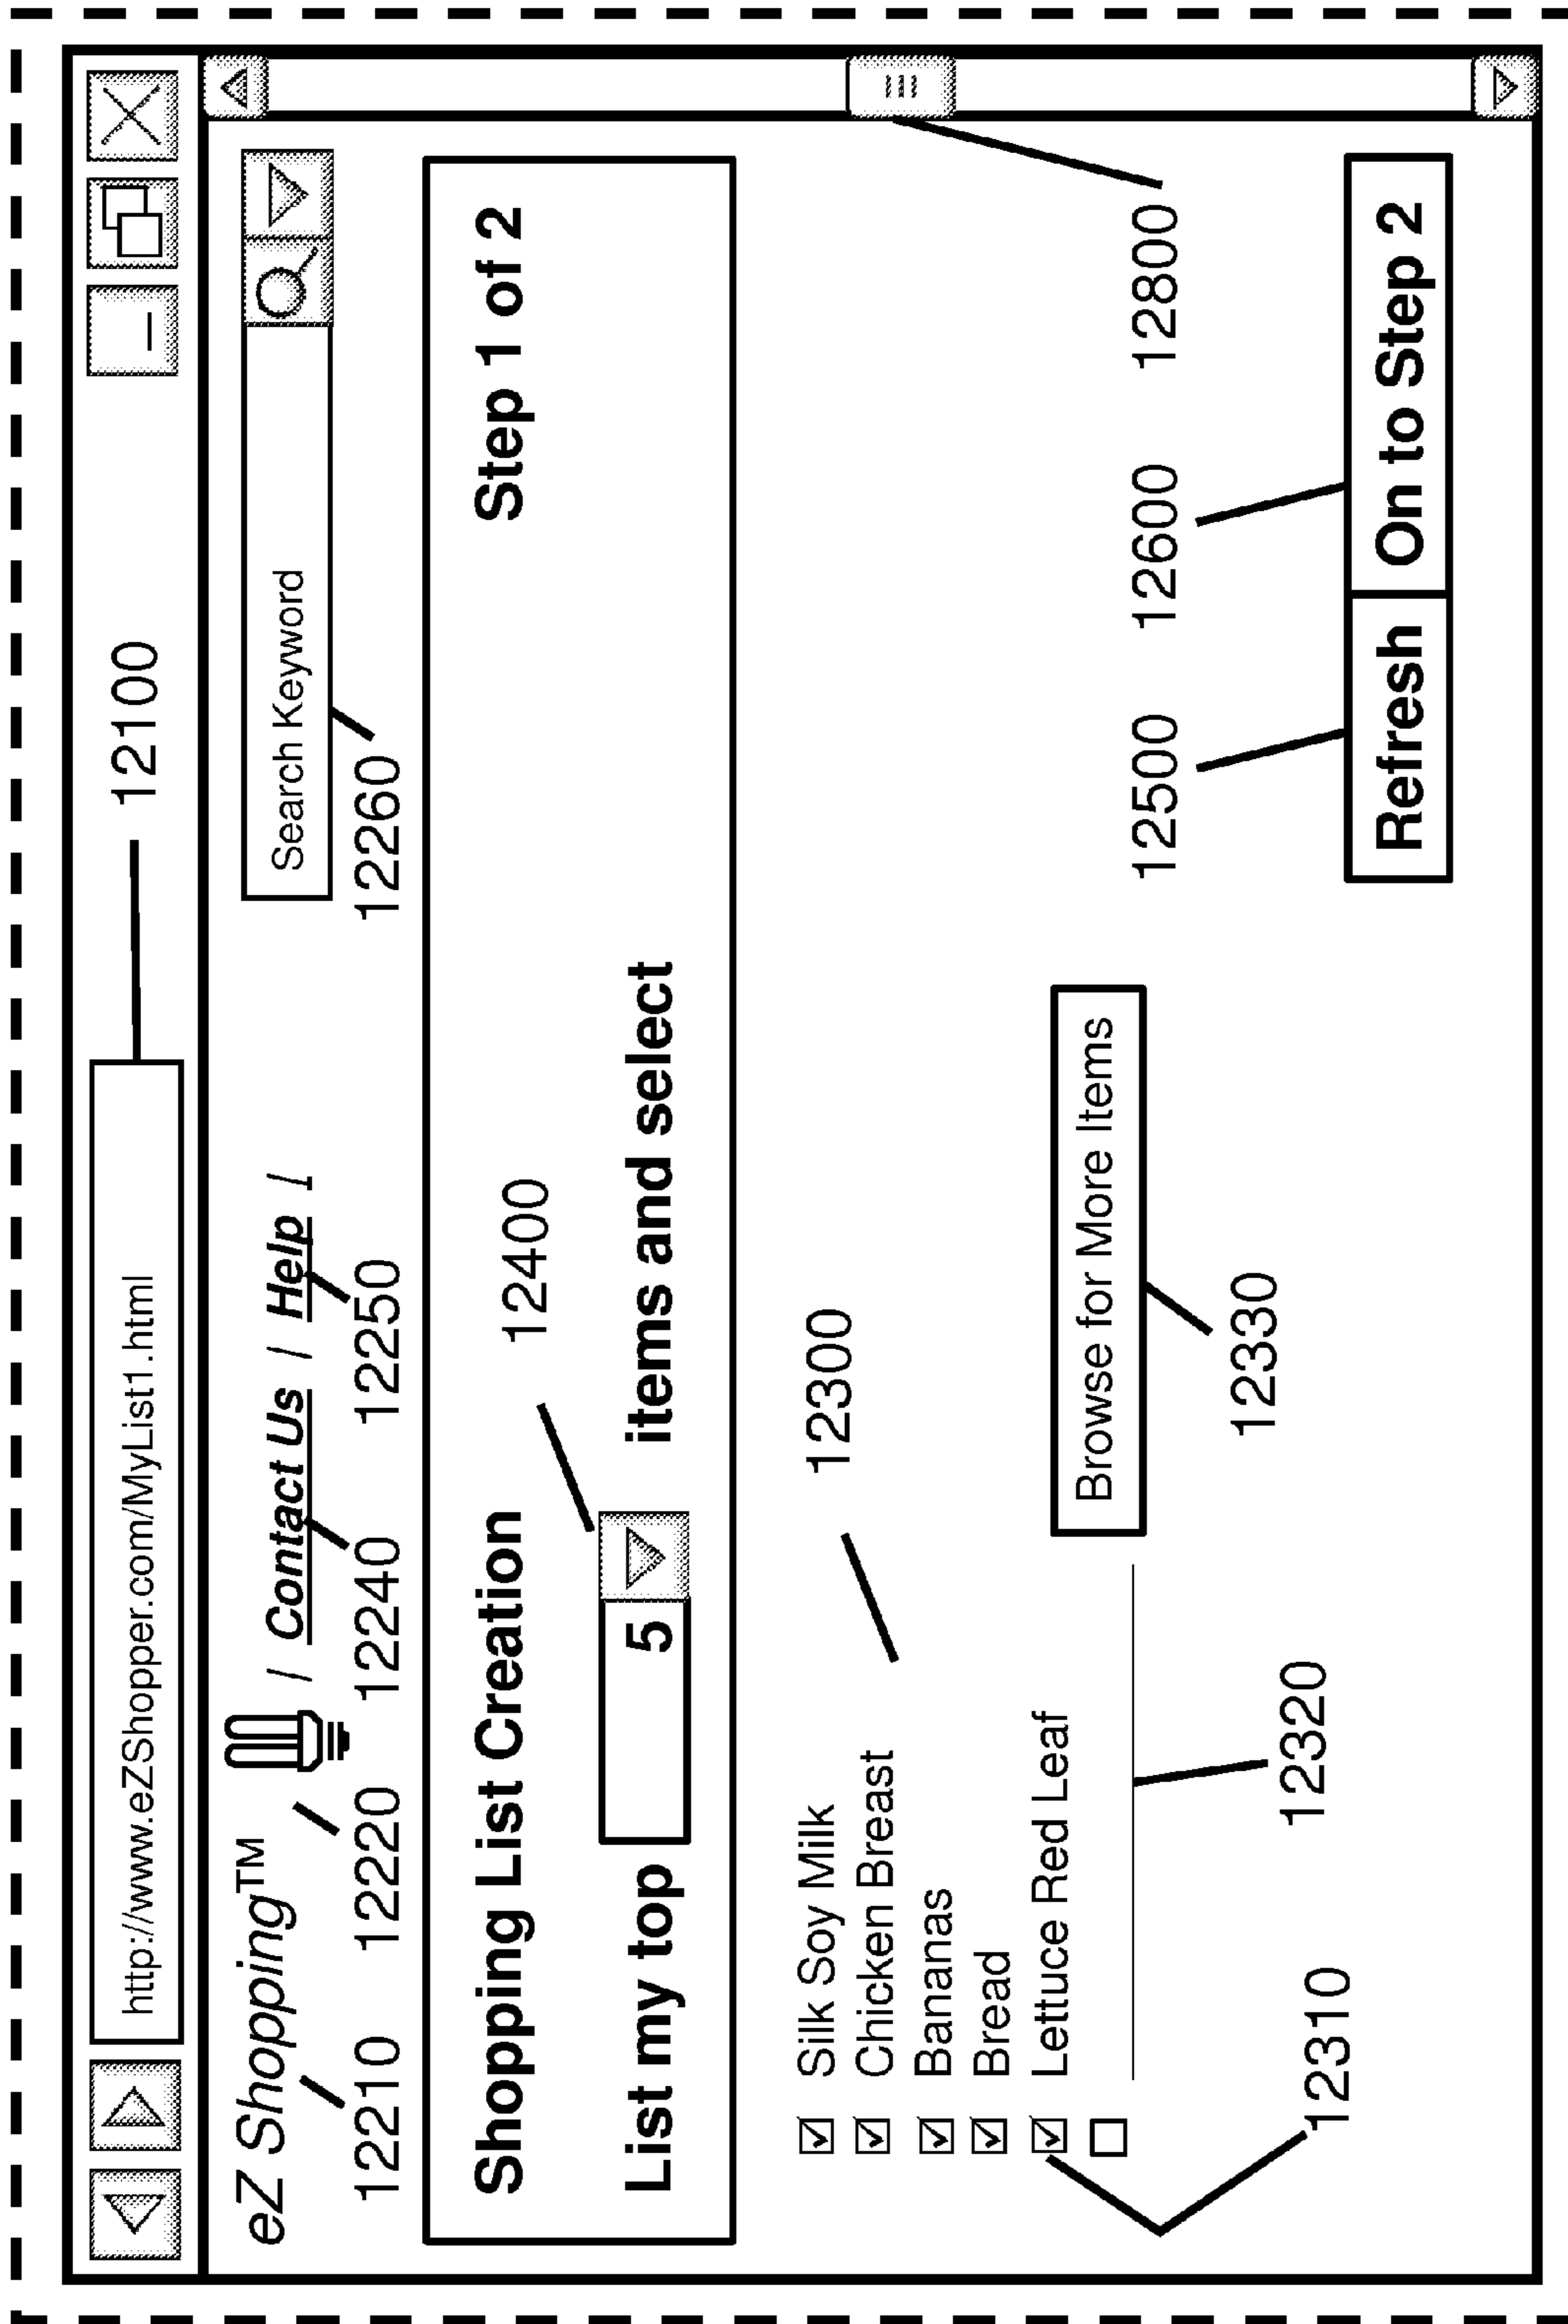 http://www.eZShopper.com/MyList1.html 12100
eZ Shopping™ / Contact Us / Help / Search Keyword
12210 12220 12240 12250 12260
Shopping List Creation Step 1 of 2
12400
List my top 5 items and select
Silk Soy Milk 12300
Chicken Breast
Bananas
Bread
Lettuce Red Leaf
Browse for More Items
12500 12600 12800
12330
12320
12310
Refresh On to Step 2